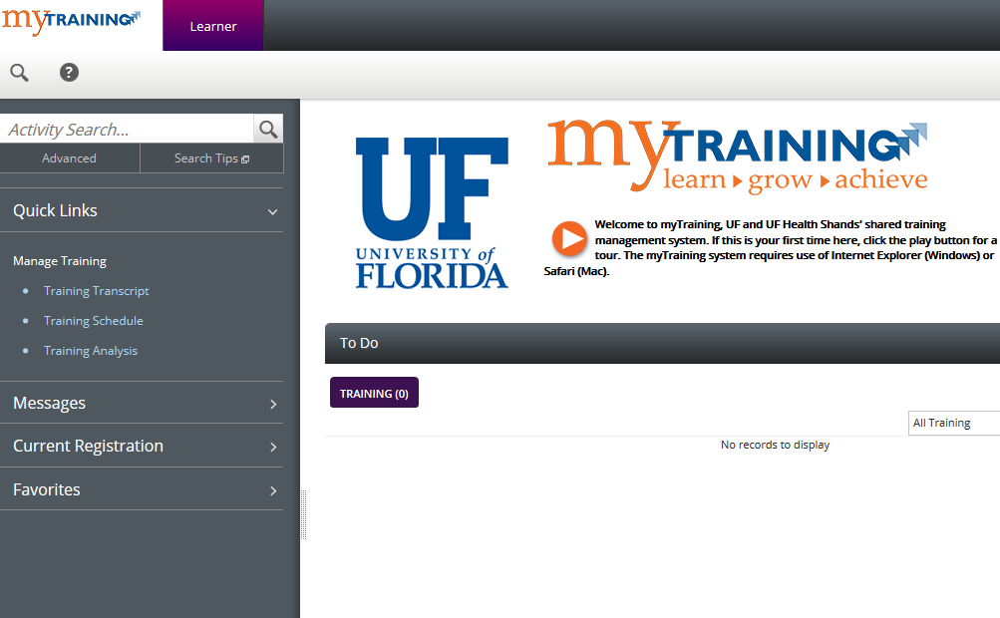 myTRAINING
Learner
?
Activity Search...
Advanced
Search Tips
Quick Links
Manage Training
Training Transcript
Training Schedule
Training Analysis
Messages
Current Registration
Favorites
UF
UNIVERSITY of
FLORIDA
myTRAINING
learn grow achieve
Welcome to myTraining, UF and UF Health Shands' shared training
management system. If this is your first time here, click the play button for a
tour. The myTraining system requires use of Internet Explorer (Windows) or
Safari (Mac).
To Do
TRAINING (0)
All Training
No records to display